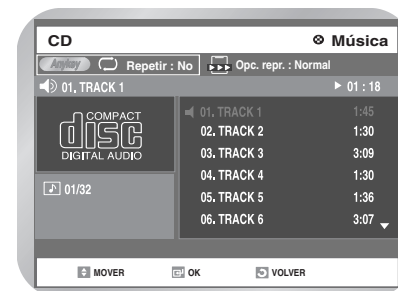 CD Música
Anykey Repetir : No Opc. repr. : Normal
01. TRACK 1 01 : 18
COMPACT
disc
DIGITAL AUDIO
01/32
01. TRACK 1 1:45
02. TRACK 2 1:30
03. TRACK 3 3:09
04. TRACK 4 1:30
05. TRACK 5 1:36
06. TRACK 6 3:07
MOVER OK VOLVER